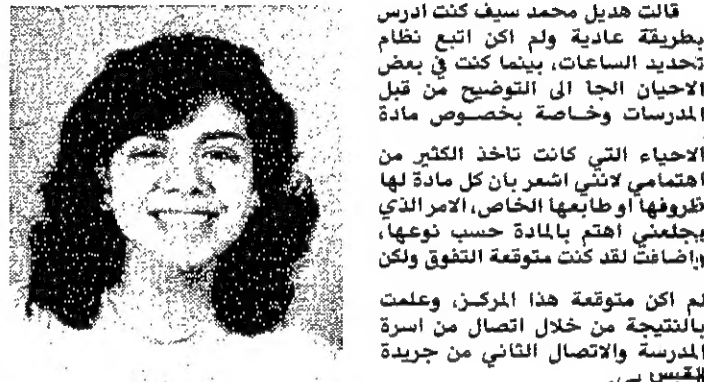 قالت هديل محمد سيف كنت ادرس
بطريقة عادية ولم اكن اتبع نظام
تحديد الساعات، بينما كنت في بعض
الاحيان الجا الى التوضيح من قبل
المدرسات وخاصة بخصوص مادة
الاحياء التي كانت تاخذ الكثير من
اهتمامي لانني اشعر بان كل مادة لها
ظروفها او طابعها الخاص، الامر الذي
يجلعني اهتم بالمادة حسب نوعها،
واضافت لقد كنت متوقعة التفوق ولكن
لم اكن متوقعة هذا المركز، وعلمت
بالنتيجة من خلال اتصال من اسرة
المدرسة والاتصال الثاني من جريدة
القبس